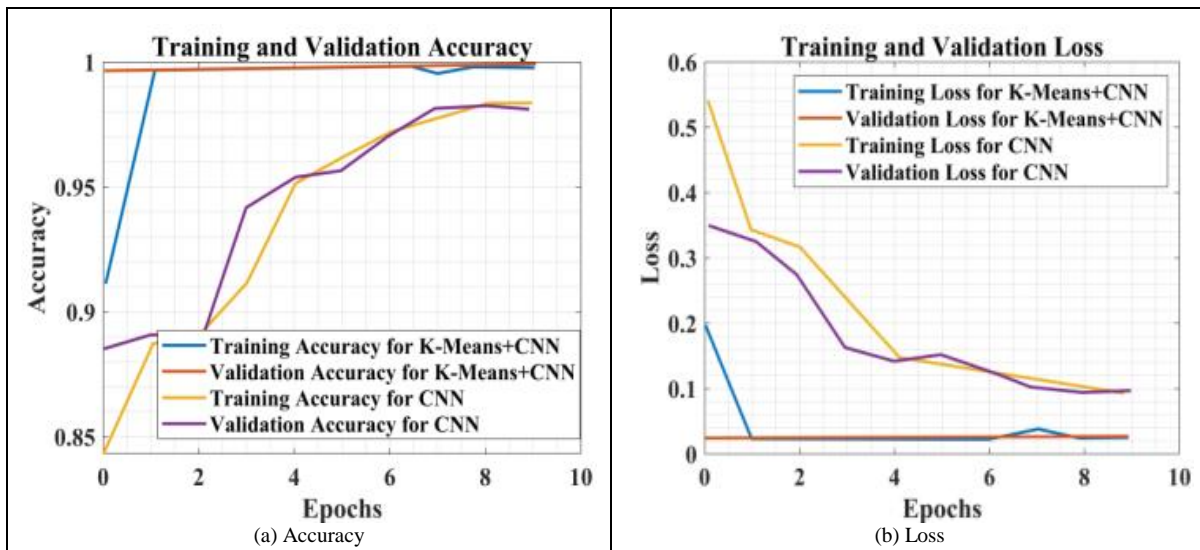 Training and Validation Accuracy
1
0.95
0.9
0.85
Accuracy
Training Accuracy for K-Means+CNN
Validation Accuracy for K-Means+CNN
Training Accuracy for CNN
Validation Accuracy for CNN
0 2 4 6 8 10
Epochs
(a) Accuracy
Training and Validation Loss
0.6
0.5
0.4
0.3
0.2
0.1
0
Loss
Training Loss for K-Means+CNN
Validation Loss for K-Means+CNN
Training Loss for CNN
Validation Loss for CNN
0 2 4 6 8 10
Epochs
(b) Loss